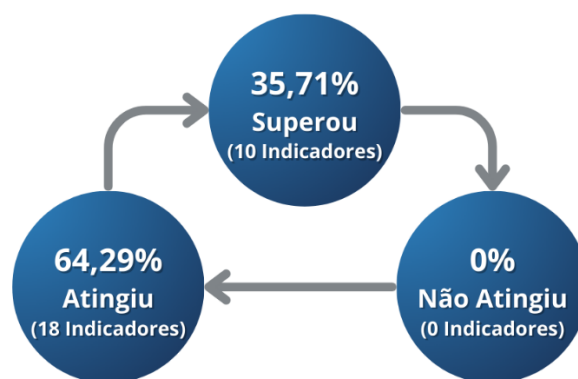 35,71%
Superou
(10 Indicadores)
64,29%
Atingiu
(18 Indicadores)
0%
Não Atingiu
(0 Indicadores)